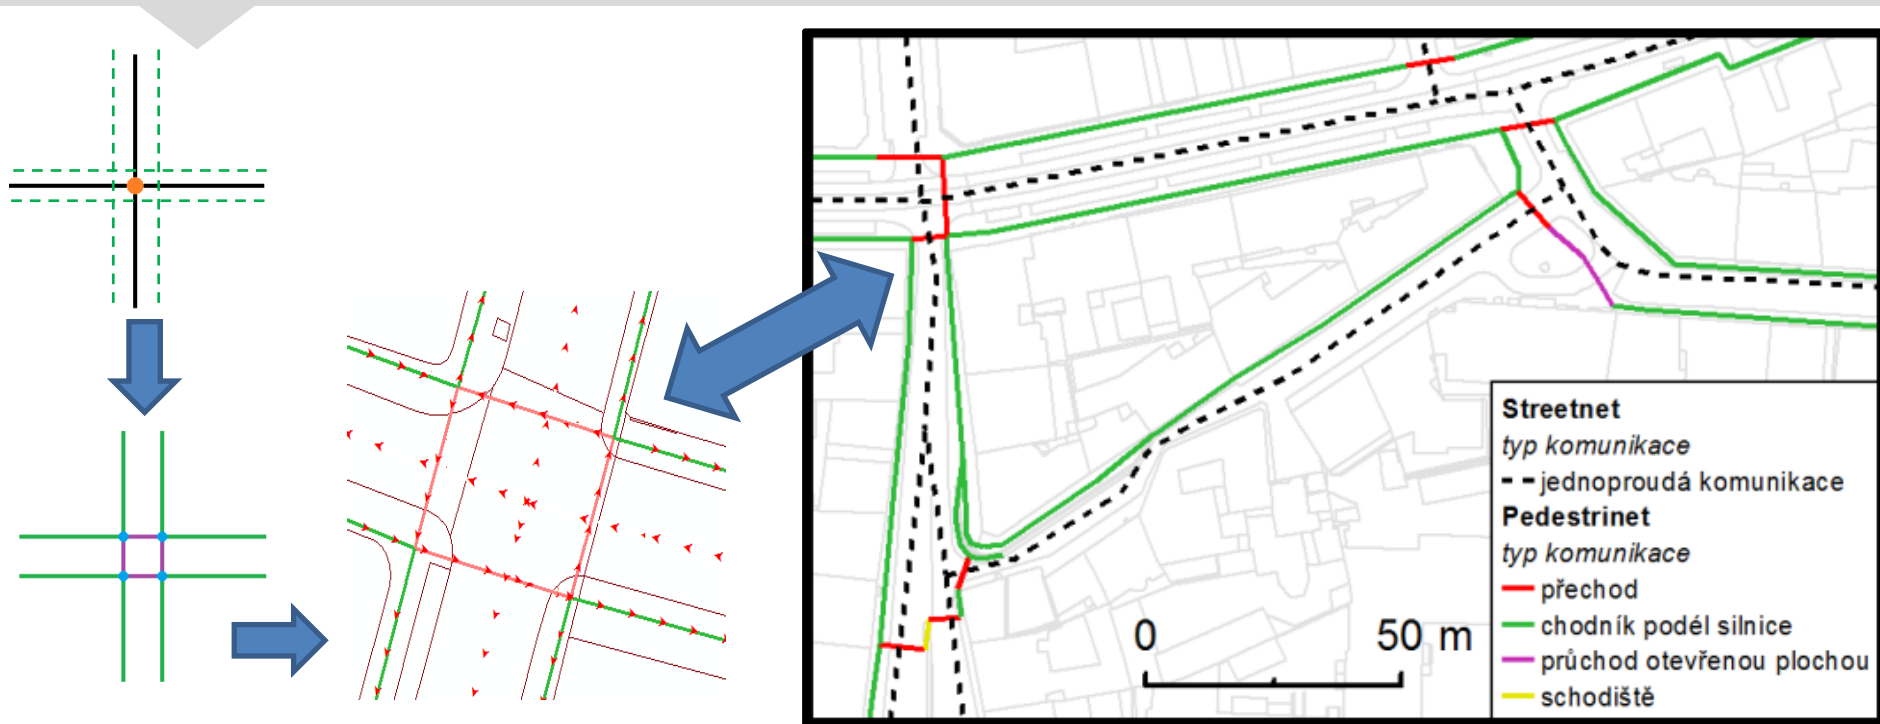 Streetnet
typ komunikace
jednoproudá komunikace
Pedestrinet
typ komunikace
přechod
chodník podél silnice
průchod otevřenou plochou
schodiště
0 50 m